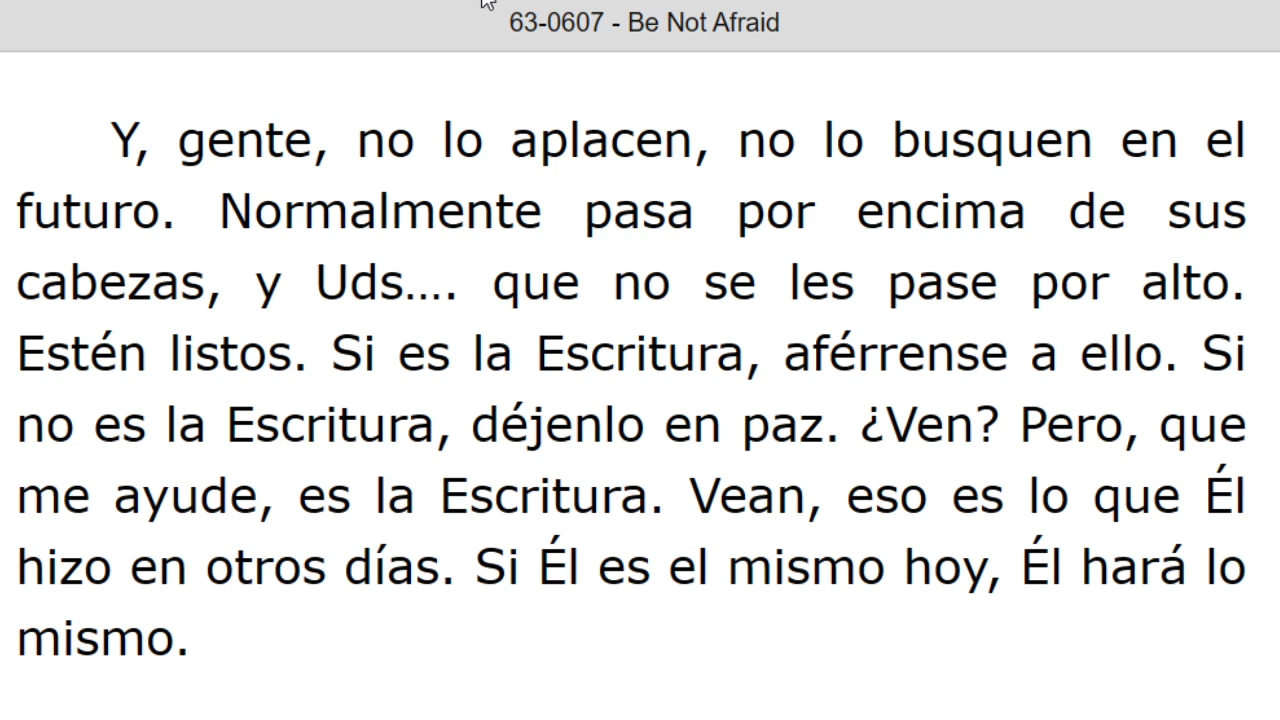 63-0607 - Be Not Afraid
Y, gente, no lo aplacen, no lo busquen en el
futuro. Normalmente pasa por encima de sus
cabezas, y Uds.... que no se les pase por alto.
Estén listos. Si es la Escritura, aférrense a ello. Si
no es la Escritura, déjenlo en paz. ¿Ven? Pero, que
me ayude, es la Escritura. Vean, eso es lo que Él
hizo en otros días. Si Él es el mismo hoy, Él hará lo
mismo.